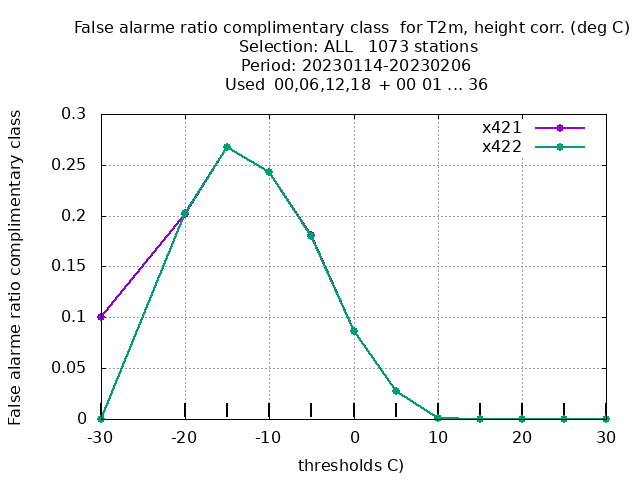 False alarme ratio complimentary class  for T2m, height corr. (deg C)
Selection: ALL   1073 stations
Period: 20230114-20230206
Used  00,06,12,18  + 00 01 ... 36
False alarme ratio complimentary class
0.3
0.25
0.2
0.15
0.1
0.05
0
x421
x422
-30 -20 -10 0 10 20 30
thresholds C)